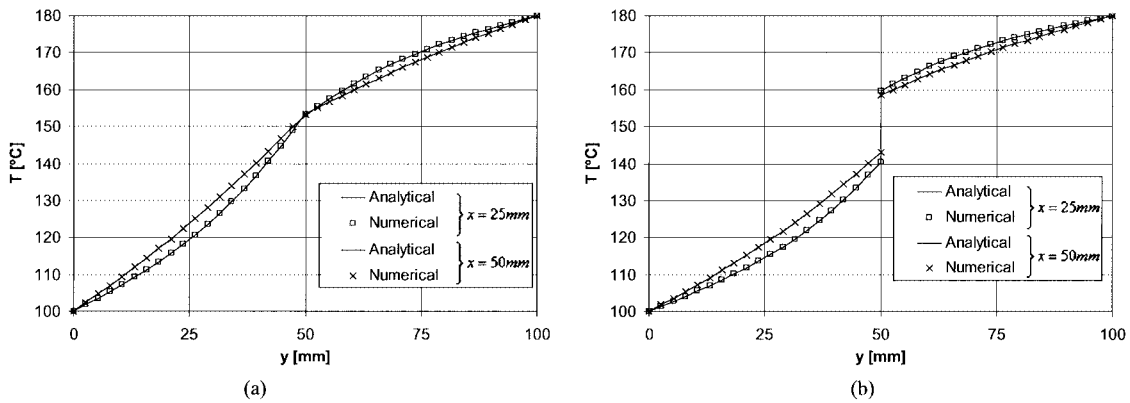 180
170
160
150
140
130
120
110
100
T [°C]
0
25
50
75
100
y [mm]
Analytical
Numerical
x = 25mm
Analytical
Numerical
x = 50mm
(a)
180
170
160
150
140
130
120
110
100
T [°C]
0
25
50
75
100
y [mm]
Analytical
Numerical
x = 25mm
Analytical
Numerical
x = 50mm
(b)